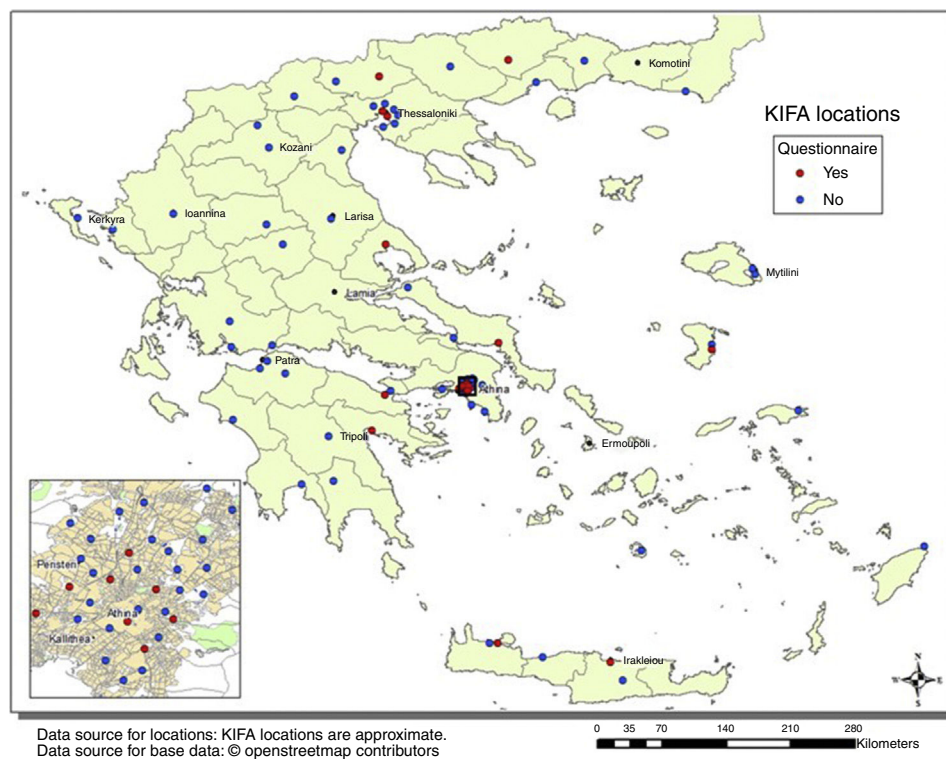 Komotini
Thessaloniki
KIFA locations
Questionnaire
Yes
No
Kozani
Kerkyra
Ioannina
Larisa
Mytilini
Lamia
Patra
Athina
Tripoli
Ermoupoli
Peristeri
Athina
Kallithea
Irakleiou
N
W E
S
Data source for locations: KIFA locations are approximate.
Data source for base data: © openstreetmap contributors
0 35 70 140 210 280
Kilometers